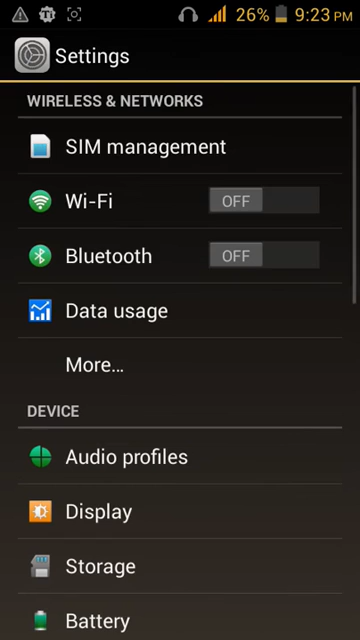 26% 9:23 PM
Settings
WIRELESS & NETWORKS
SIM management
Wi-Fi OFF
Bluetooth OFF
Data usage
More...
DEVICE
Audio profiles
Display
Storage
Battery